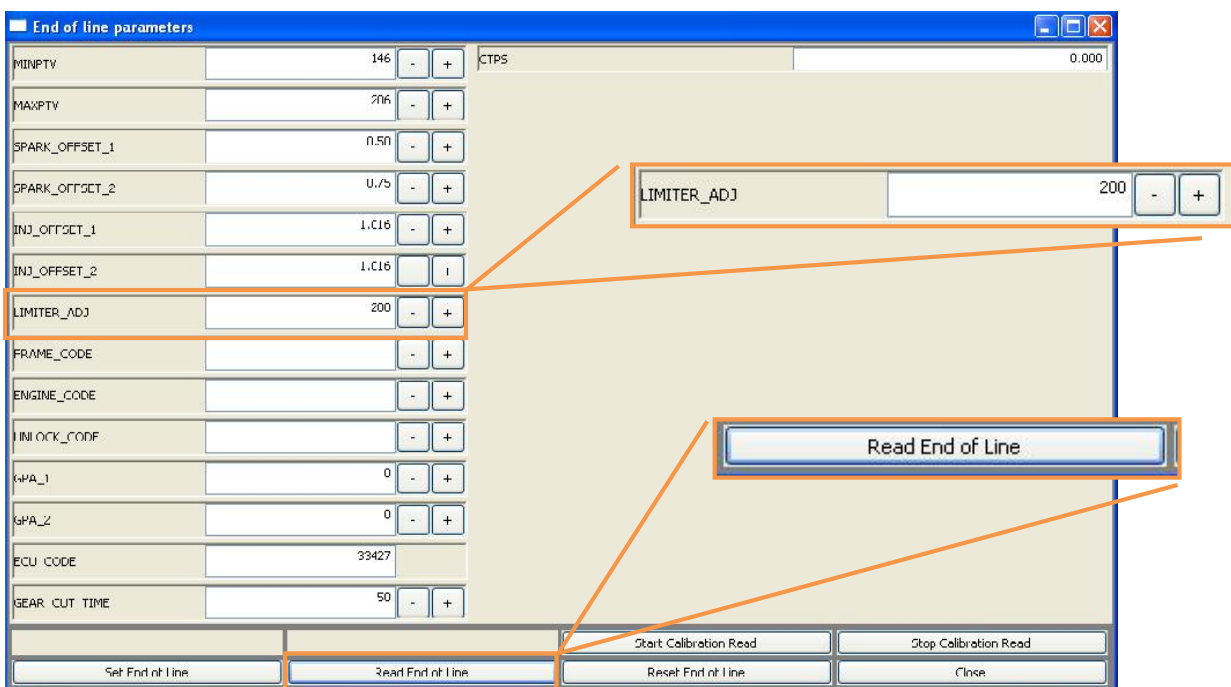 End of line parameters
MINPTV 146 - +
CTPS 0.000
MAXPTV 206 - +
SPARK_OFFSET_1 0.50 - +
SPARK_OFFSET_2 0.75 - +
INJ_OFFSET_1 1.016 - +
INJ_OFFSET_2 1.016
LIMITER_ADJ 200 - +
LIMITER_ADJ 200 - +
FRAME_CODE - +
ENGINE_CODE - +
UNLOCK_CODE - +
GPA_1 0 - +
GPA_2 0 - +
ECU CODE 33427
GEAR CUT TIME 50 - +
Read End of Line
Start Calibration Read
Stop Calibration Read
Set End of Line
Read End of Line
Reset End of Line
Close